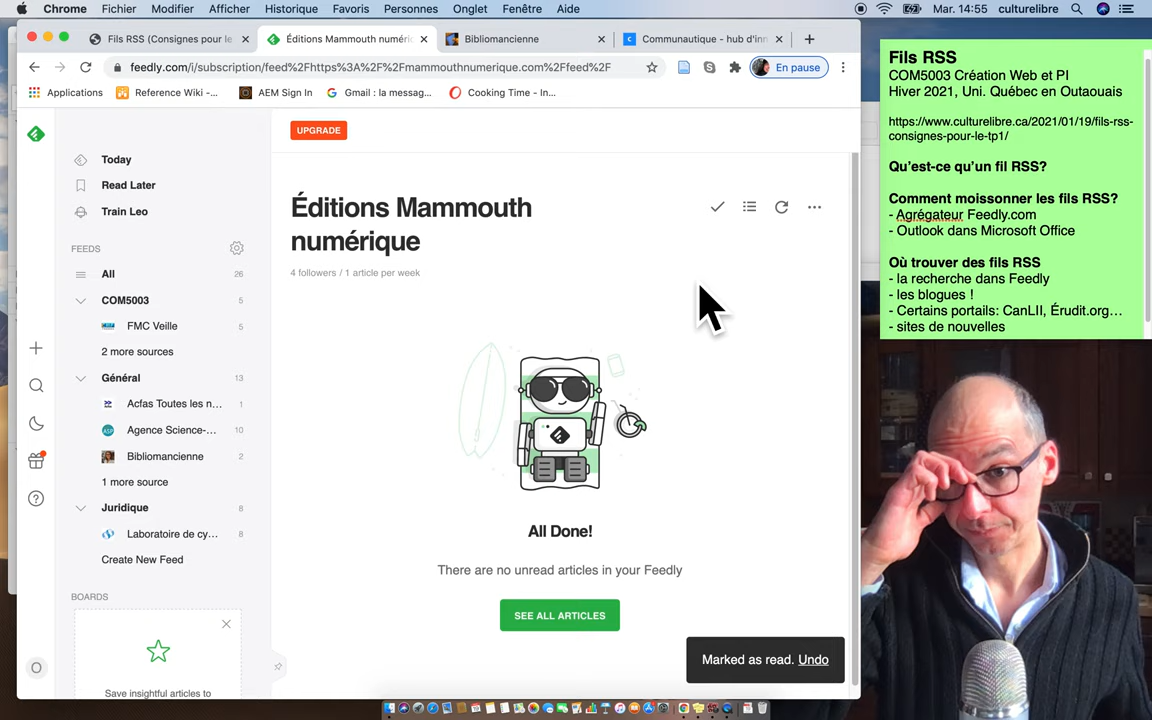 Chrome Fichier Modifier Afficher Historique Favoris Personnes Onglet Fenêtre Aide Mar. 14:55 culturelibre
Fils RSS (Consignes pour le Éditions Mammouth numéri Bibliomancienne Communautique - hub d'in
feedly.com/i/subscription/feed%2Fhttps%3A%2F%2Fmammouthnumerique.com%2Ffeed%2F En pause
Applications Reference Wiki -... AEM Sign In Gmail : la messag... Cooking Time - In...
UPGRADE
Today
Read Later
Train Leo
FEEDS
All 26
COM5003 5
FMC Veille 5
2 more sources
Général 13
Acfas Toutes les n... 1
Agence Science-... 10
Bibliomancienne 2
1 more source
Juridique 8
Laboratoire de cy... 8
Create New Feed
BOARDS
Save insightful articles to
O
Éditions Mammouth
numérique
4 followers / 1 article per week
All Done!
There are no unread articles in your Feedly
SEE ALL ARTICLES
Marked as read. Undo
Fils RSS
COM5003 Création Web et PI
Hiver 2021, Uni. Québec en Outaouais
https://www.culturelibre.ca/2021/01/19/fils-rss-
consignes-pour-le-tp1/
Qu'est-ce qu'un fil RSS?
Comment moissonner les fils RSS?
- Agrégateur Feedly.com
- Outlook dans Microsoft Office
Où trouver des fils RSS
- la recherche dans Feedly
- les blogues !
- Certains portails: CanLII, Érudit.org...
- sites de nouvelles